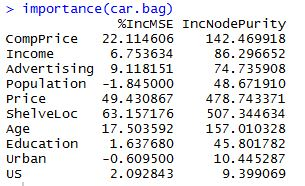 > importance(car.bag)
%IncMSE IncNodePurity
CompPrice 22.114606 142.469918
Income 6.753634 86.296652
Advertising 9.118151 74.735908
Population -1.845000 48.671910
Price 49.430867 478.743371
ShelveLoc 63.157176 507.344634
Age 17.503592 157.010328
Education 1.637680 45.801782
Urban -0.609500 10.445287
US 2.092843 9.399069